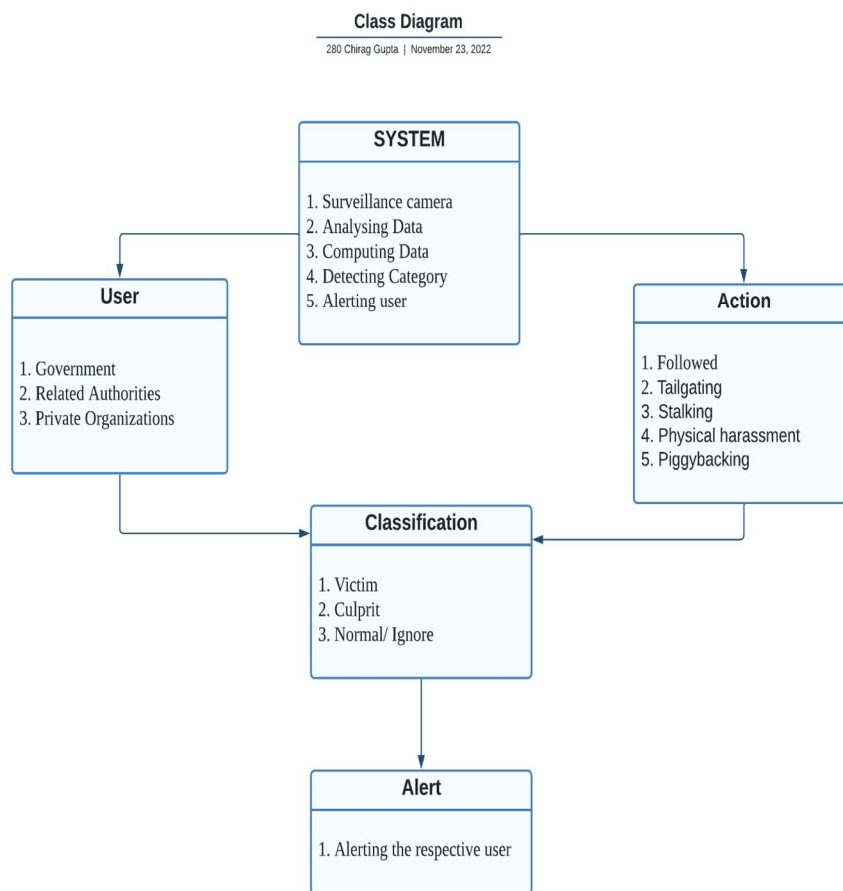 Class Diagram
280 Chirag Gupta | November 23, 2022
SYSTEM
1. Surveillance camera
2. Analysing Data
3. Computing Data
4. Detecting Category
5. Alerting user
User
1. Government
2. Related Authorities
3. Private Organizations
Action
1. Followed
2. Tailgating
3. Stalking
4. Physical harassment
5. Piggybacking
Classification
1. Victim
2. Culprit
3. Normal/ Ignore
Alert
1. Alerting the respective user